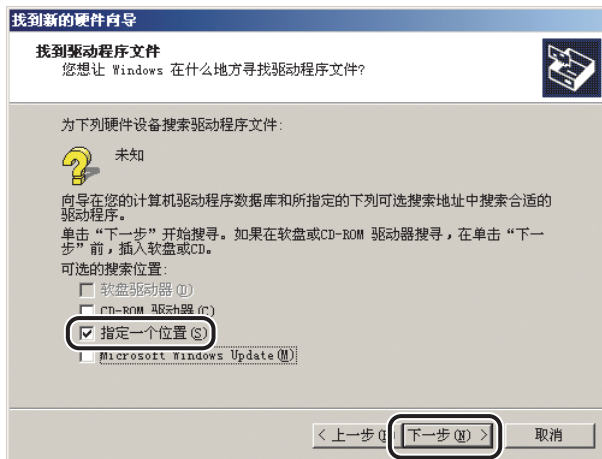 找到新的硬件向导
找到驱动程序文件
您想让 Windows 在什么地方寻找驱动程序文件?
为下列硬件设备搜索驱动程序文件:
未知
向导在您的计算机驱动程序数据库和所指定的下列可选搜索地址中搜索合适的
驱动程序。
单击“下一步”开始搜寻。如果在软盘或CD-ROM 驱动器搜寻,在单击“下一
步”前,插入软盘或CD。
可选的搜索位置:
软盘驱动器(D)
CD-ROM 驱动器(C)
指定一个位置(S)
Microsoft Windows Update(M)
< 上一步(B) 下一步(N) > 取消